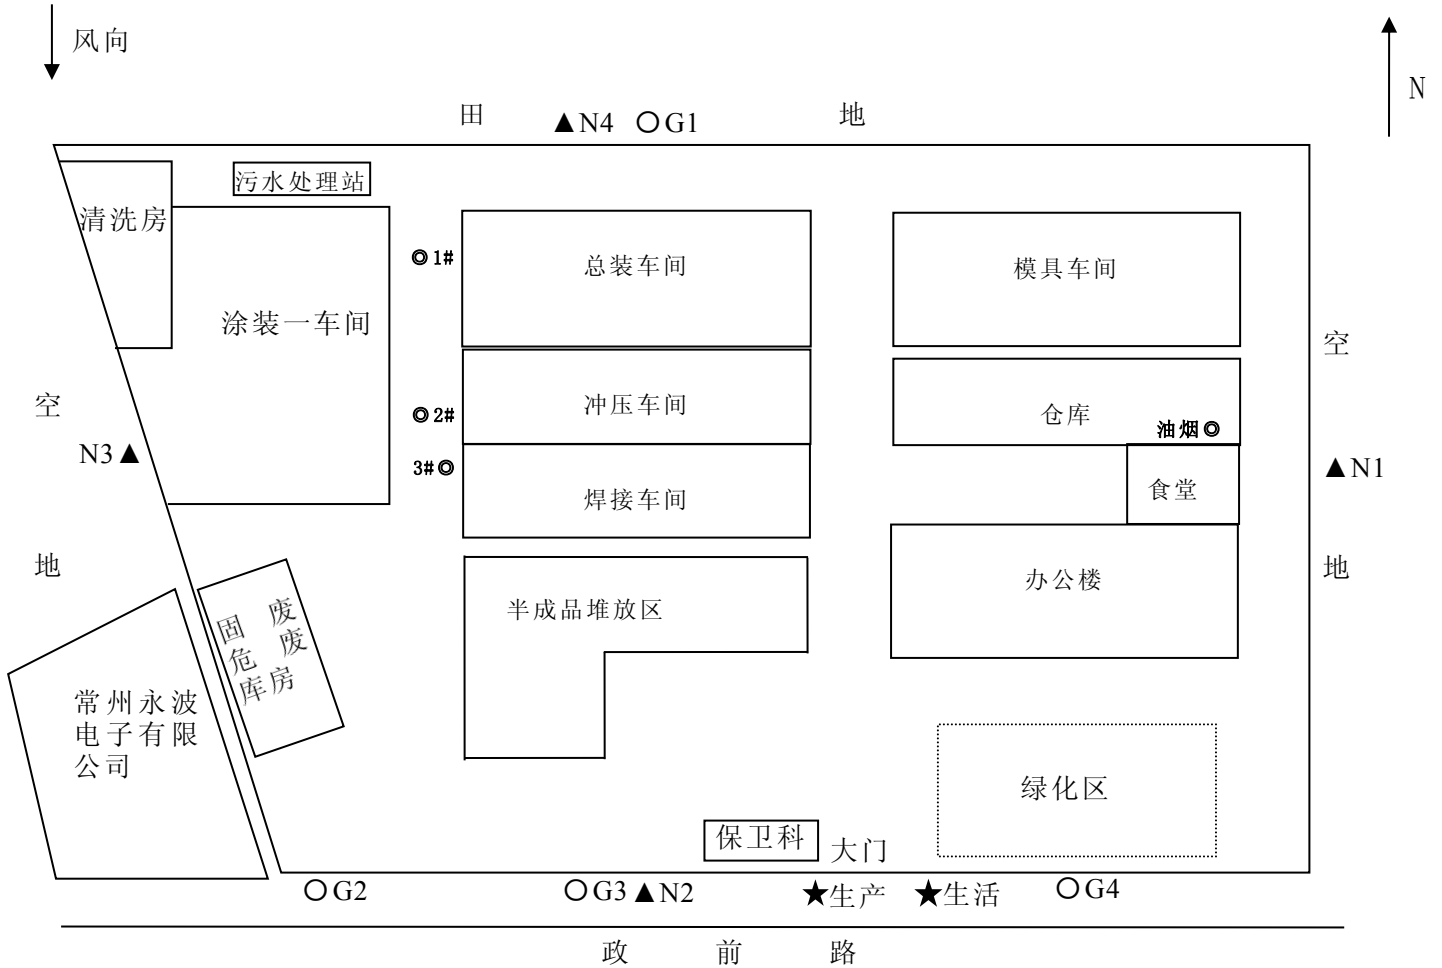 风向
N
田 ▲N4 ○G1 地
污水处理站
清洗房
◎1#
总装车间
模具车间
涂装一车间
空
空
◎2#
冲压车间
仓库
油烟◎
N3▲
3#◎
▲N1
焊接车间
食堂
地
地
办公楼
半成品堆放区
固废
危废
库房
常州永波
电子有限
公司
绿化区
保卫科
大门
○G2
○G3▲N2
★生产
★生活
○G4
政前路